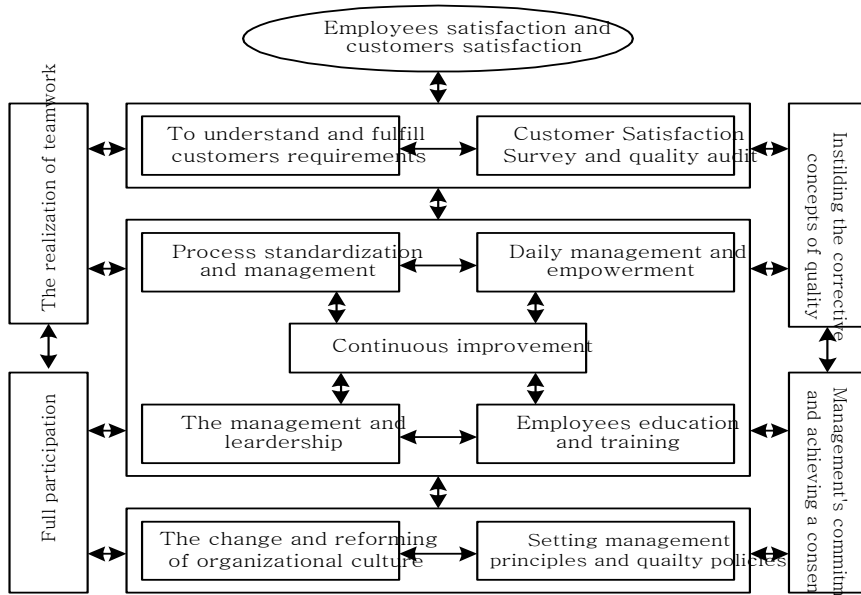 Employees satisfaction and
customers satisfaction
The realization of teamwork
To understand and fulfill
customers requirements
Customer Satisfaction
Survey and quality audit
Instilding the corrective
concepts of quality
Process standardization
and management
Daily management and
empowerment
Continuous improvement
Full participation
The management and
leardership
Employees education
and training
Management's commitm
and achieving a consen
The change and reforming
of organizational culture
Setting management
principles and quailty policies